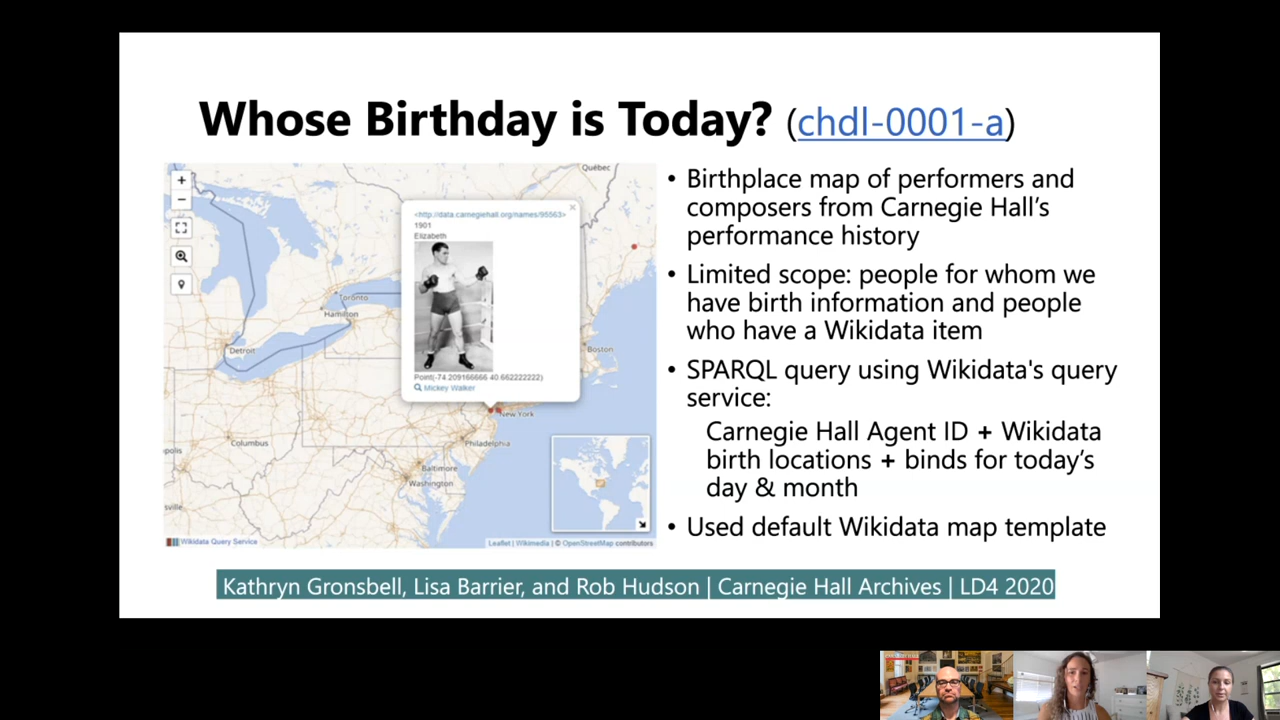 Whose Birthday is Today? (chdl-0001-a)
Québec
Toronto
Hamilton
Detroit
Boston
New York
Columbus
Philadelphia
Baltimore
Washington
polis
sville
+
−
<http://data.carnegiehall.org/names/95563>
1901
Elizabeth
Point(-74.209166666 40.662222222)
Mickey Walker
×
Wikidata Query Service
Leaflet | Wikimedia | © OpenStreetMap contributors
• Birthplace map of performers and
composers from Carnegie Hall’s
performance history
• Limited scope: people for whom we
have birth information and people
who have a Wikidata item
• SPARQL query using Wikidata's query
service:
Carnegie Hall Agent ID + Wikidata
birth locations + binds for today’s
day & month
• Used default Wikidata map template
Kathryn Gronsbell, Lisa Barrier, and Rob Hudson | Carnegie Hall Archives | LD4 2020